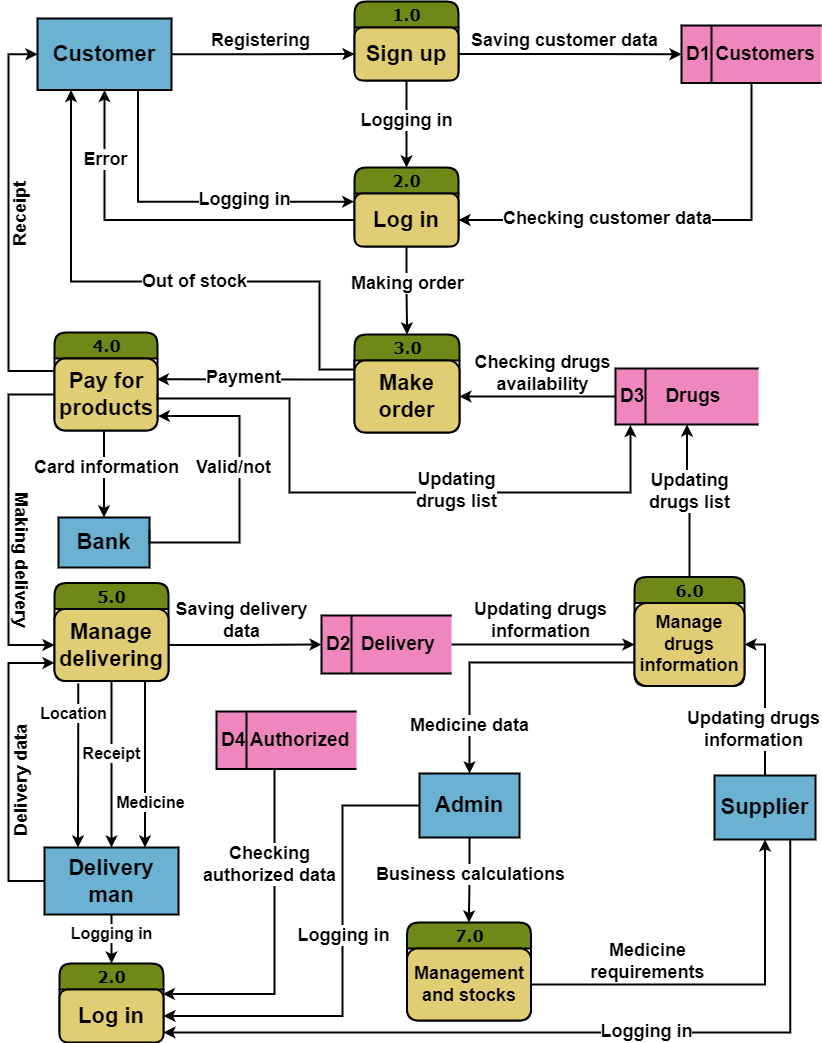 1.0
Customer
Registering
Sign up
Saving customer data
D1
Customers
Logging in
Error
2.0
Logging in
Receipt
Log in
Checking customer data
Out of stock
Making order
4.0
3.0
Checking drugs
availability
Pay for
products
Payment
Make
order
D3
Drugs
Card information
Valid/not
Updating
drugs list
Updating
drugs list
Making delivery
Bank
5.0
6.0
Manage
delivering
Saving delivery
data
D2
Delivery
Updating drugs
information
Manage
drugs
information
Location
Receipt
Medicine
Delivery data
D4
Authorized
Medicine data
Updating drugs
information
Admin
Supplier
Delivery
man
Checking
authorized data
Business calculations
Logging in
Logging in
7.0
Management
and stocks
Medicine
requirements
2.0
Log in
Logging in